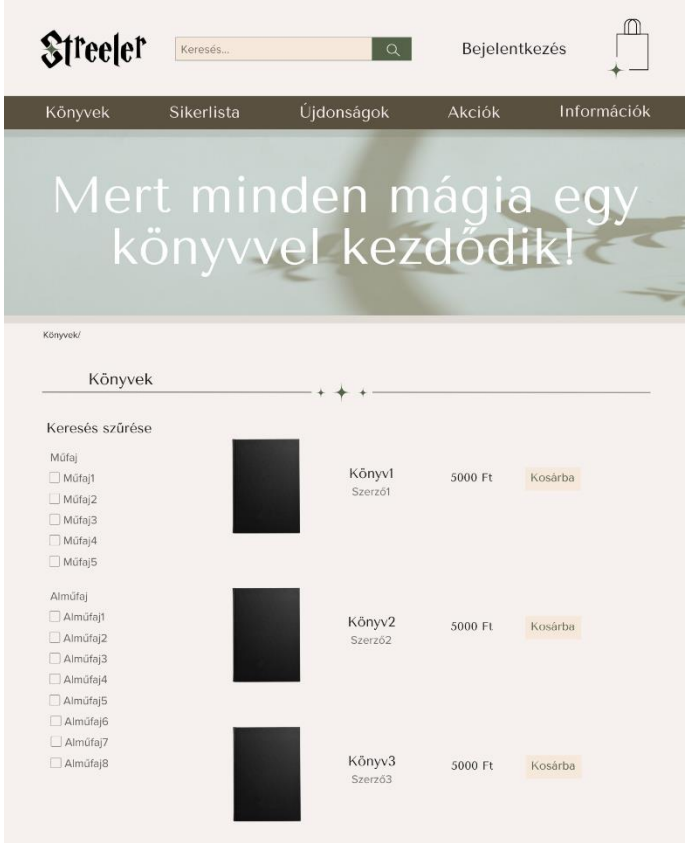 Streeler
Keresés...
Bejelentkezés
Könyvek Sikerlista Újdonságok Akciók Információk
Mert minden mágia egy
könyvvel kezdődik!
Könyvek/
Könyvek
Keresés szűrése
Műfaj
Műfaj1
Műfaj2
Műfaj3
Műfaj4
Műfaj5
Alműfaj
Alműfaj1
Alműfaj2
Alműfaj3
Alműfaj4
Alműfaj5
Alműfaj6
Alműfaj7
Alműfaj8
Könyv1
Szerző1
5000 Ft
Kosárba
Könyv2
Szerző2
5000 Ft
Kosárba
Könyv3
Szerző3
5000 Ft
Kosárba